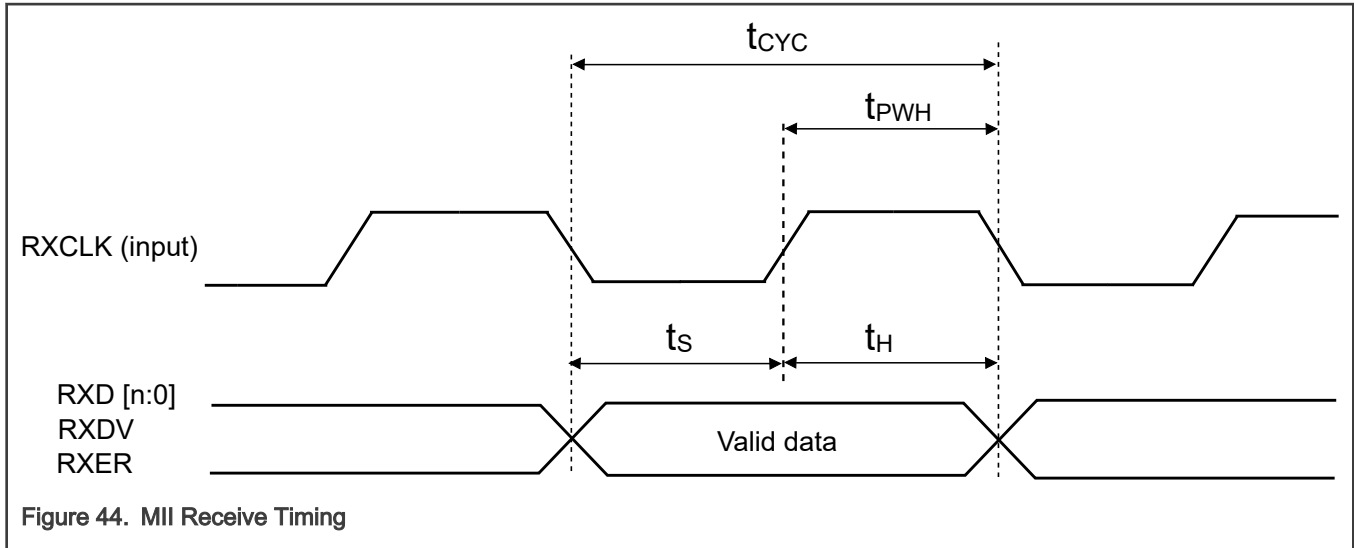 tCYC
tPWH
RXCLK (input)
tS
tH
RXD [n:0]
RXDV
RXER
Valid data
Figure 44. MII Receive Timing